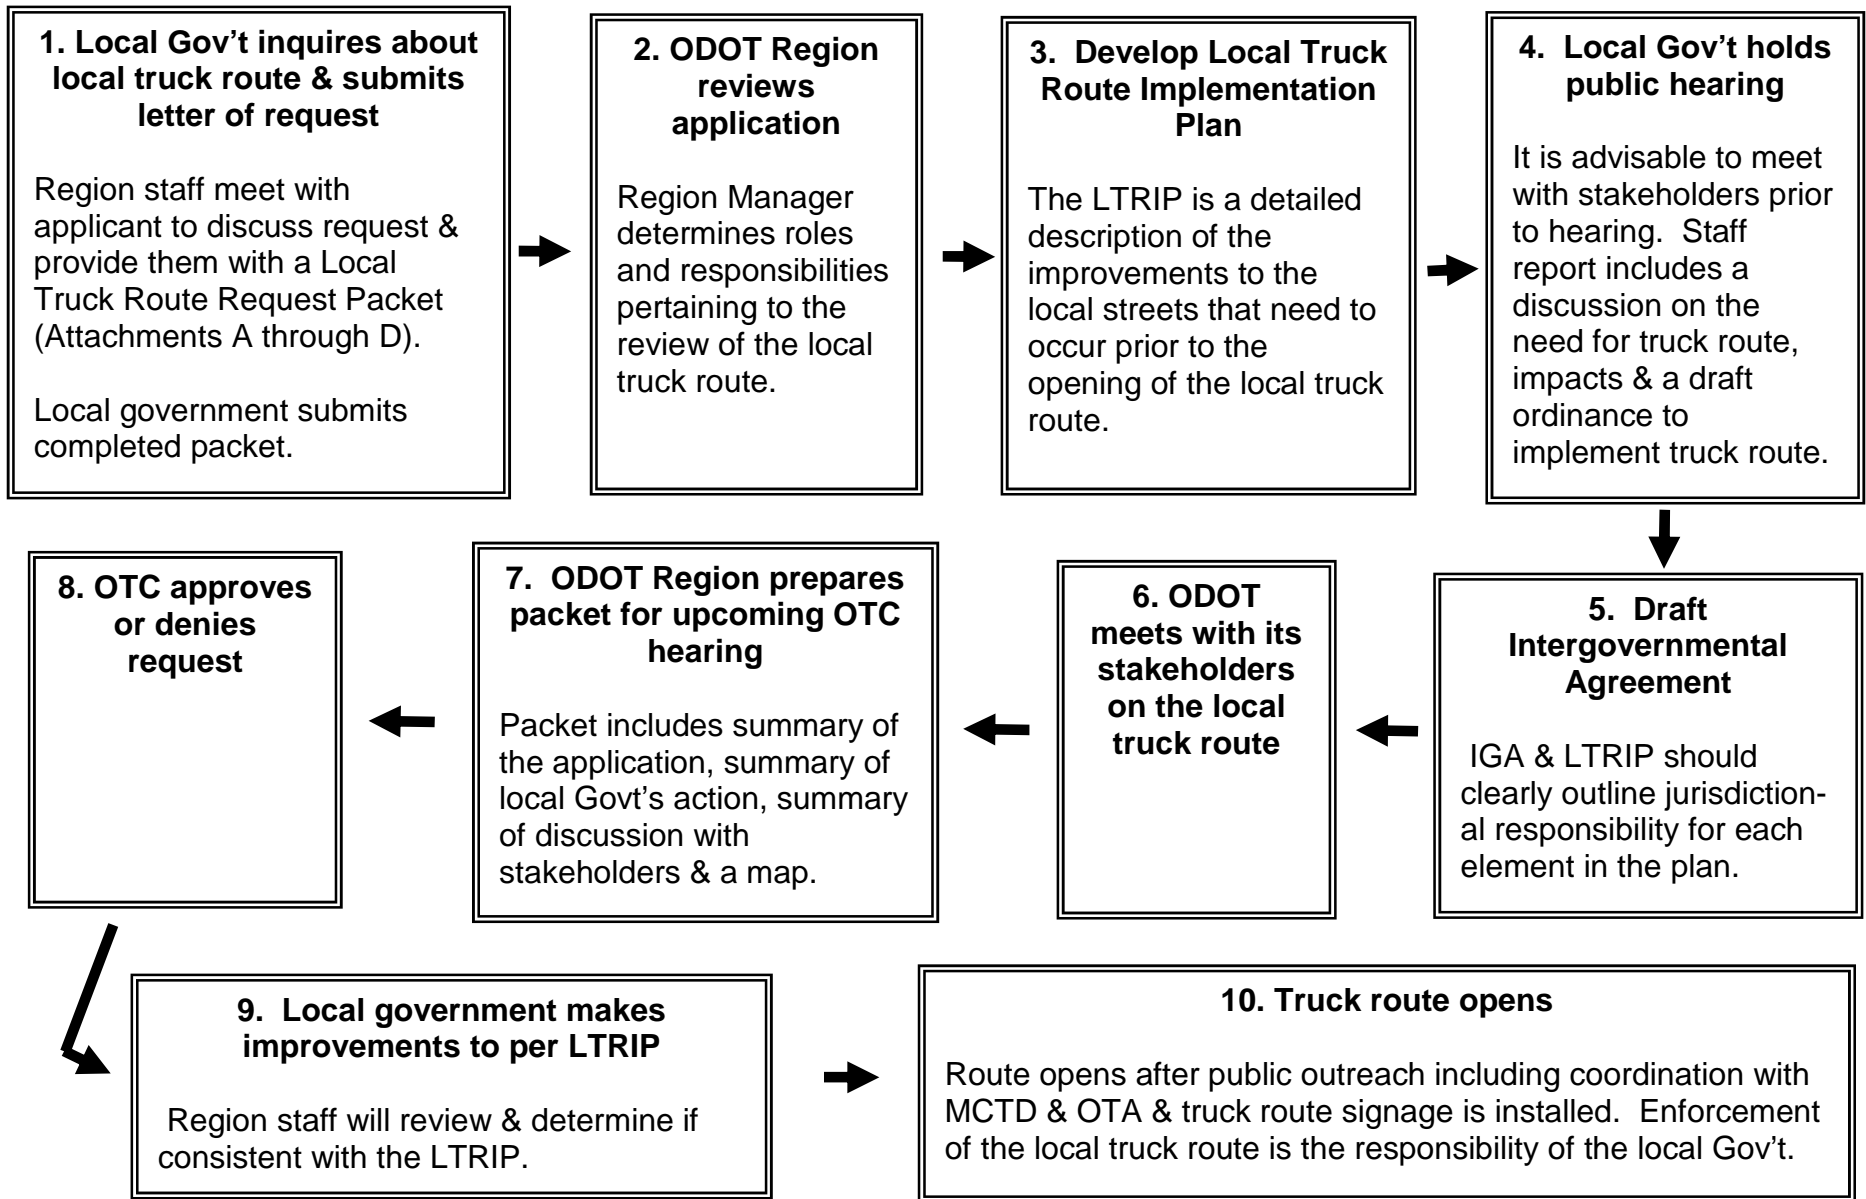 1. Local Gov’t inquires about
local truck route & submits
letter of request
Region staff meet with
applicant to discuss request &
provide them with a Local
Truck Route Request Packet
(Attachments A through D).
Local government submits
completed packet.
2. ODOT Region
reviews
application
Region Manager
determines roles
and responsibilities
pertaining to the
review of the local
truck route.
3. Develop Local Truck
Route Implementation
Plan
The LTRIP is a detailed
description of the
improvements to the
local streets that need to
occur prior to the
opening of the local truck
route.
4. Local Gov’t holds
public hearing
It is advisable to meet
with stakeholders prior
to hearing. Staff
report includes a
discussion on the
need for truck route,
impacts & a draft
ordinance to
implement truck route.
5. Draft
Intergovernmental
Agreement
IGA & LTRIP should
clearly outline jurisdiction-
al responsibility for each
element in the plan.
6. ODOT
meets with its
stakeholders
on the local
truck route
7. ODOT Region prepares
packet for upcoming OTC
hearing
Packet includes summary of
the application, summary of
local Govt’s action, summary
of discussion with
stakeholders & a map.
8. OTC approves
or denies
request
9. Local government makes
improvements to per LTRIP
Region staff will review & determine if
consistent with the LTRIP.
10. Truck route opens
Route opens after public outreach including coordination with
MCTD & OTA & truck route signage is installed. Enforcement
of the local truck route is the responsibility of the local Gov’t.